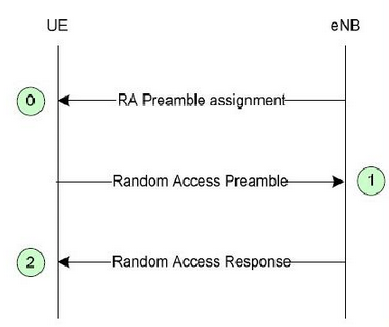 UE
eNB
0
RA Preamble assignment
Random Access Preamble
1
2
Random Access Response